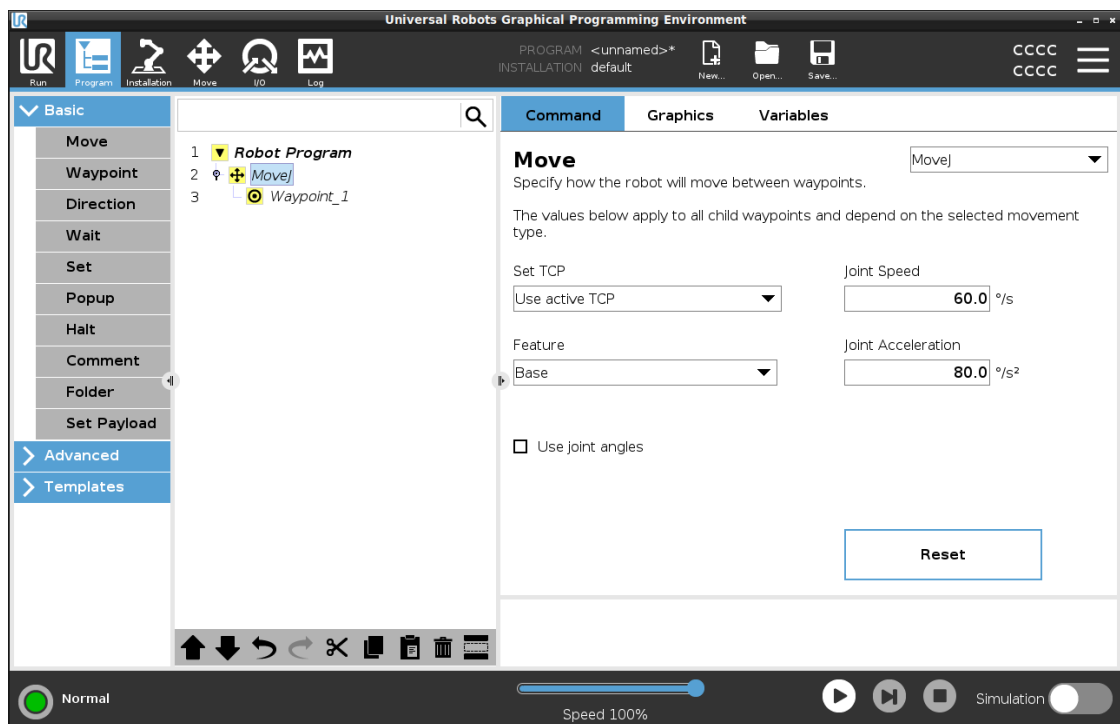 UR
Universal Robots Graphical Programming Environment
UR
Run
Program
Installation
Move
I/O
Log
PROGRAM <unnamed>*
INSTALLATION default
New...
Open...
Save...
CCCC
CCCC
Basic
Move
Waypoint
Direction
Wait
Set
Popup
Halt
Comment
Folder
Set Payload
Advanced
Templates
1 Robot Program
2 MoveJ
3 Waypoint_1
Command Graphics Variables
Move
MoveJ
Specify how the robot will move between waypoints.
The values below apply to all child waypoints and depend on the selected movement
type.
Set TCP
Joint Speed
Use active TCP
60.0 °/s
Feature
Joint Acceleration
Base
80.0 °/s²
Use joint angles
Reset
Normal
Speed 100%
Simulation